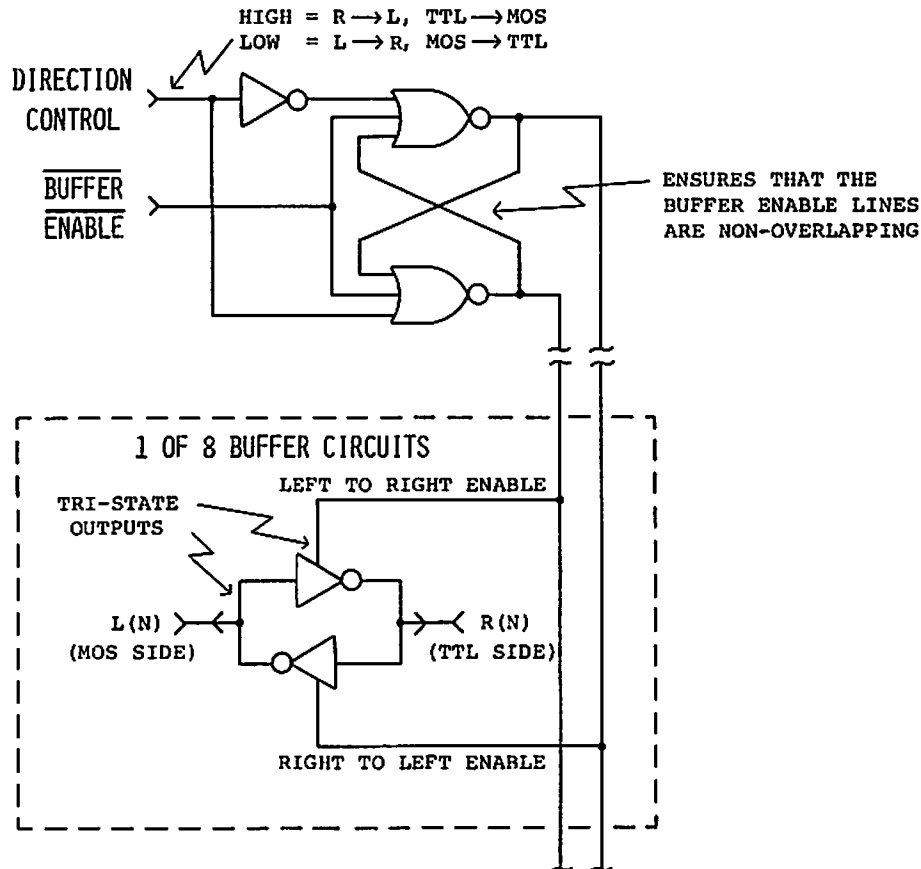 HIGH = R→L, TTL→MOS
LOW = L→R, MOS→TTL
DIRECTION
CONTROL
BUFFER
ENABLE
ENSURES THAT THE
BUFFER ENABLE LINES
ARE NON-OVERLAPPING
1 OF 8 BUFFER CIRCUITS
LEFT TO RIGHT ENABLE
TRI-STATE
OUTPUTS
L(N)
(MOS SIDE)
R(N)
(TTL SIDE)
RIGHT TO LEFT ENABLE